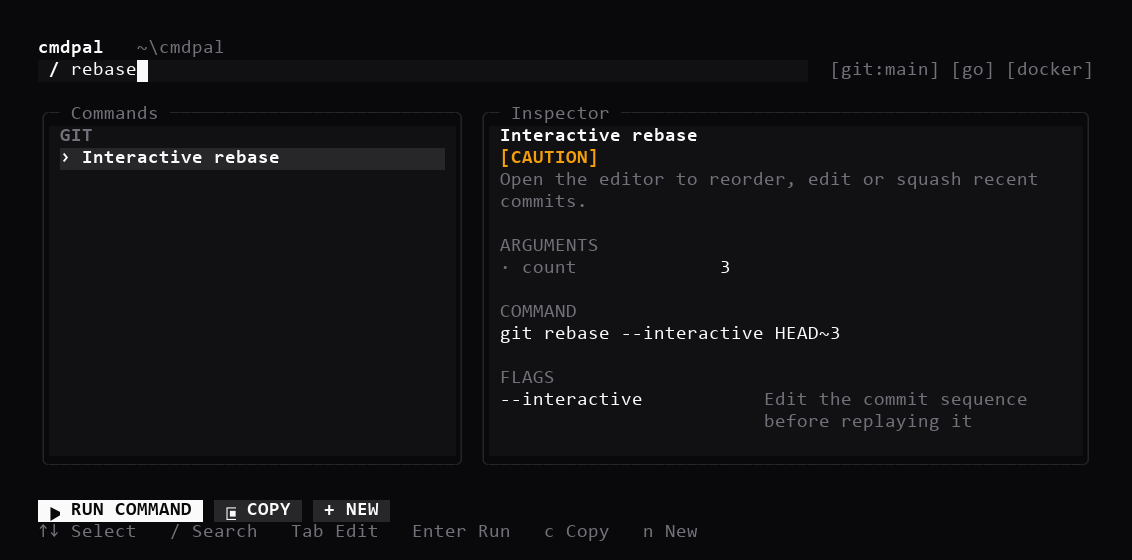 cmdpal ~\cmdpal
/ rebase [git:main] [go] [docker]
Commands
GIT
› Interactive rebase
Inspector
Interactive rebase
[CAUTION]
Open the editor to reorder, edit or squash recent
commits.
ARGUMENTS
· count 3
COMMAND
git rebase --interactive HEAD~3
FLAGS
--interactive Edit the commit sequence
before replaying it
▶ RUN COMMAND ▣ COPY + NEW
↑↓ Select / Search Tab Edit Enter Run c Copy n New